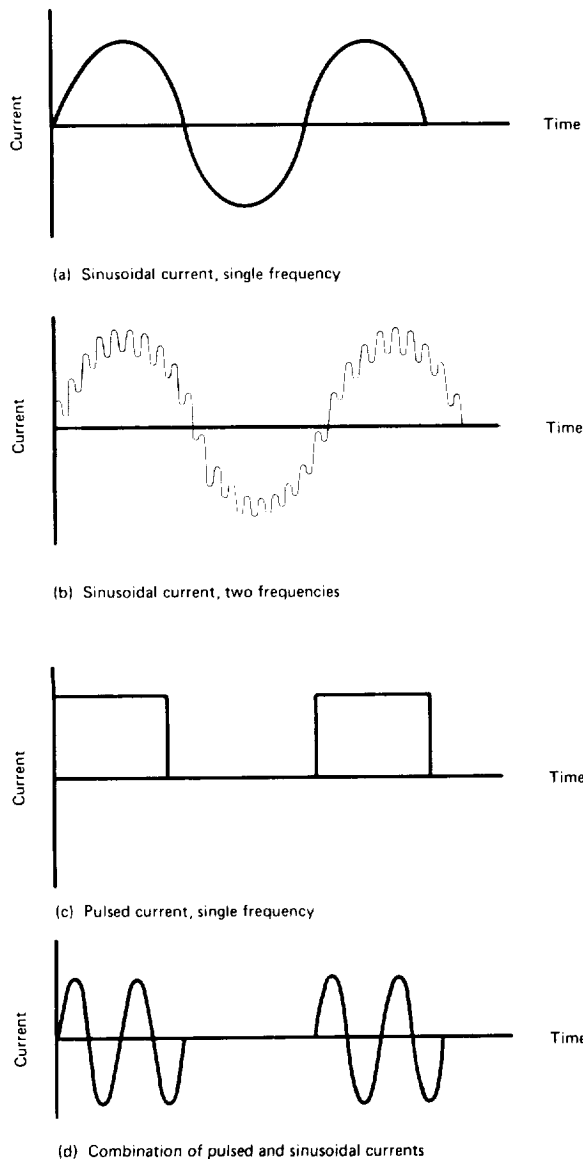 Current
Time
(a) Sinusoidal current, single frequency
Current
Time
(b) Sinusoidal current, two frequencies
Current
Time
(c) Pulsed current, single frequency
Current
Time
(d) Combination of pulsed and sinusoidal currents